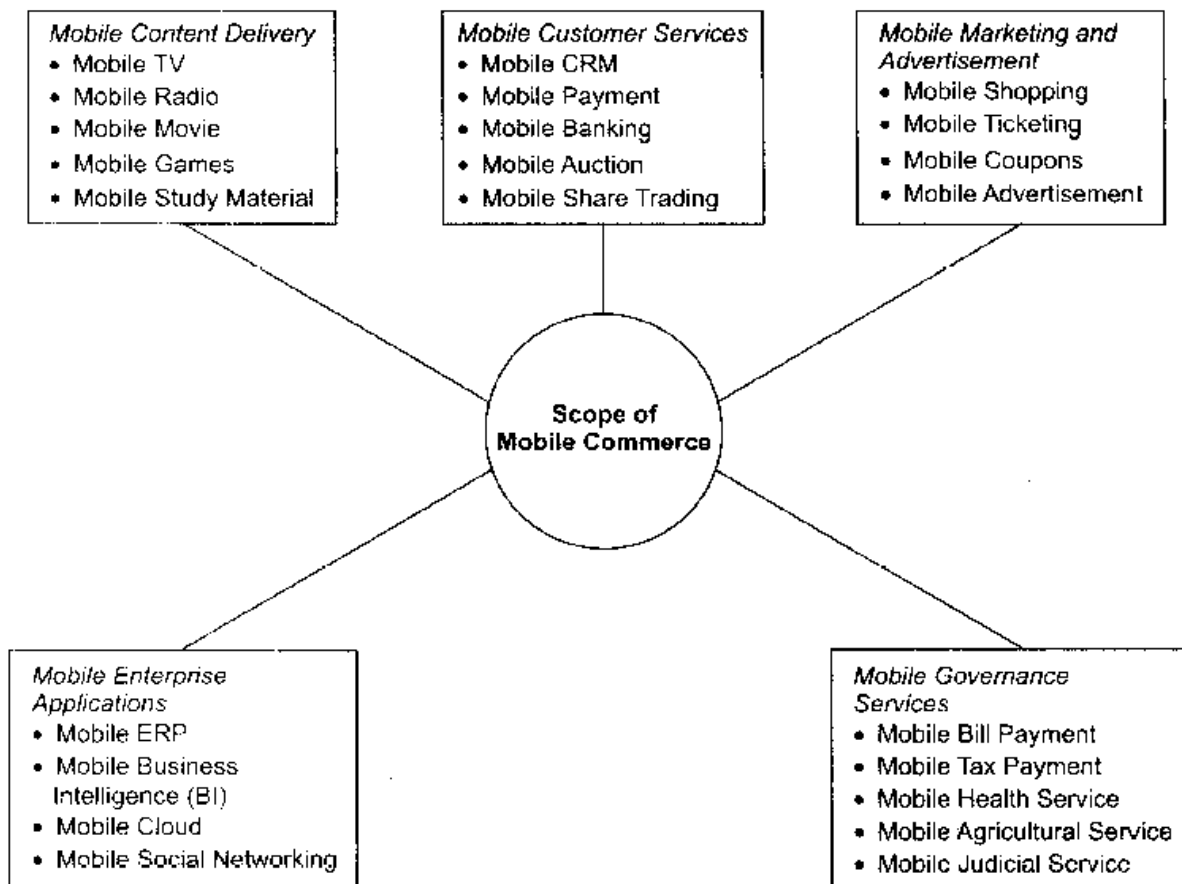 Mobile Content Delivery
• Mobile TV
• Mobile Radio
• Mobile Movie
• Mobile Games
• Mobile Study Material
Mobile Customer Services
• Mobile CRM
• Mobile Payment
• Mobile Banking
• Mobile Auction
• Mobile Share Trading
Mobile Marketing and
Advertisement
• Mobile Shopping
• Mobile Ticketing
• Mobile Coupons
• Mobile Advertisement
Scope of
Mobile Commerce
Mobile Enterprise
Applications
• Mobile ERP
• Mobile Business
Intelligence (BI)
• Mobile Cloud
• Mobile Social Networking
Mobile Governance
Services
• Mobile Bill Payment
• Mobile Tax Payment
• Mobile Health Service
• Mobile Agricultural Service
• Mobile Judicial Service